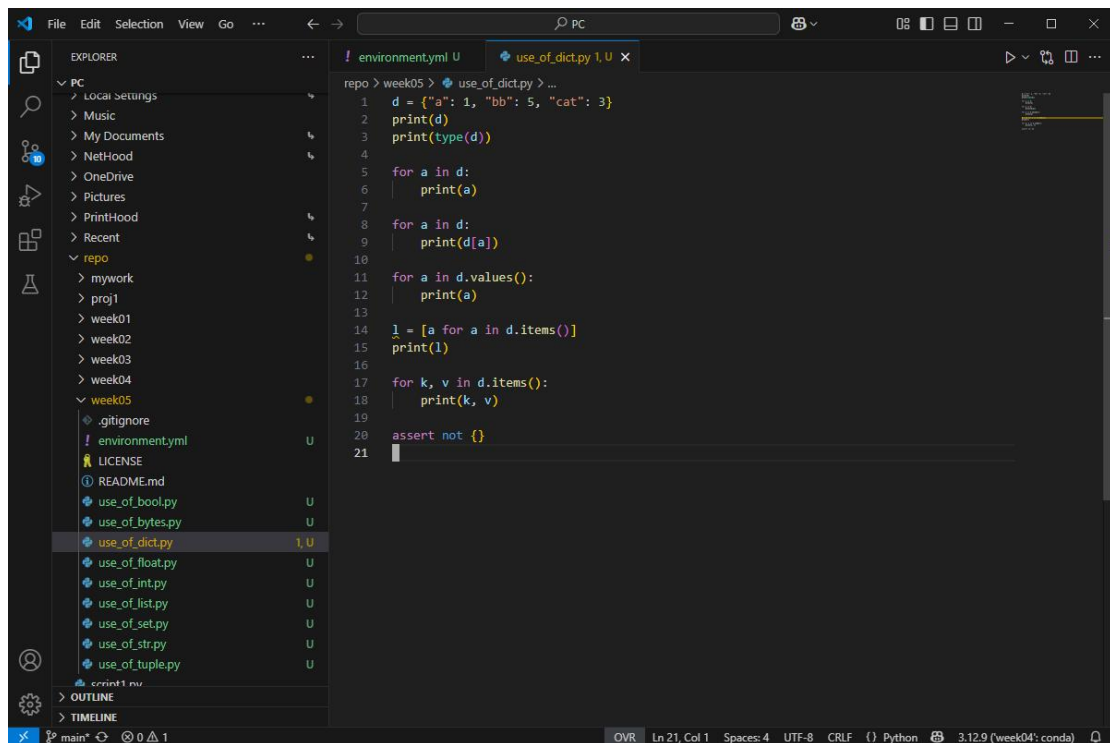 File Edit Selection View Go ··· PC
EXPLORER ···
PC
Local Settings
Music
My Documents
NetHood
OneDrive
Pictures
PrintHood
Recent
repo
mywork
proj1
week01
week02
week03
week04
week05
.gitignore
environment.yml U
LICENSE
README.md
use_of_bool.py U
use_of_bytes.py U
use_of_dict.py 1, U
use_of_float.py U
use_of_int.py U
use_of_list.py U
use_of_set.py U
use_of_str.py U
use_of_tuple.py U
script1.py
OUTLINE
TIMELINE
10
! environment.yml U use_of_dict.py 1, U
repo > week05 > use_of_dict.py > ...
1 d = {"a": 1, "bb": 5, "cat": 3}
2 print(d)
3 print(type(d))
4
5 for a in d:
6     print(a)
7
8 for a in d:
9     print(d[a])
10
11 for a in d.values():
12     print(a)
13
14 l = [a for a in d.items()]
15 print(l)
16
17 for k, v in d.items():
18     print(k, v)
19
20 assert not {}
21
main* 0 1 OVR Ln 21, Col 1 Spaces: 4 UTF-8 CRLF {} Python 3.12.9 ('week04': conda)